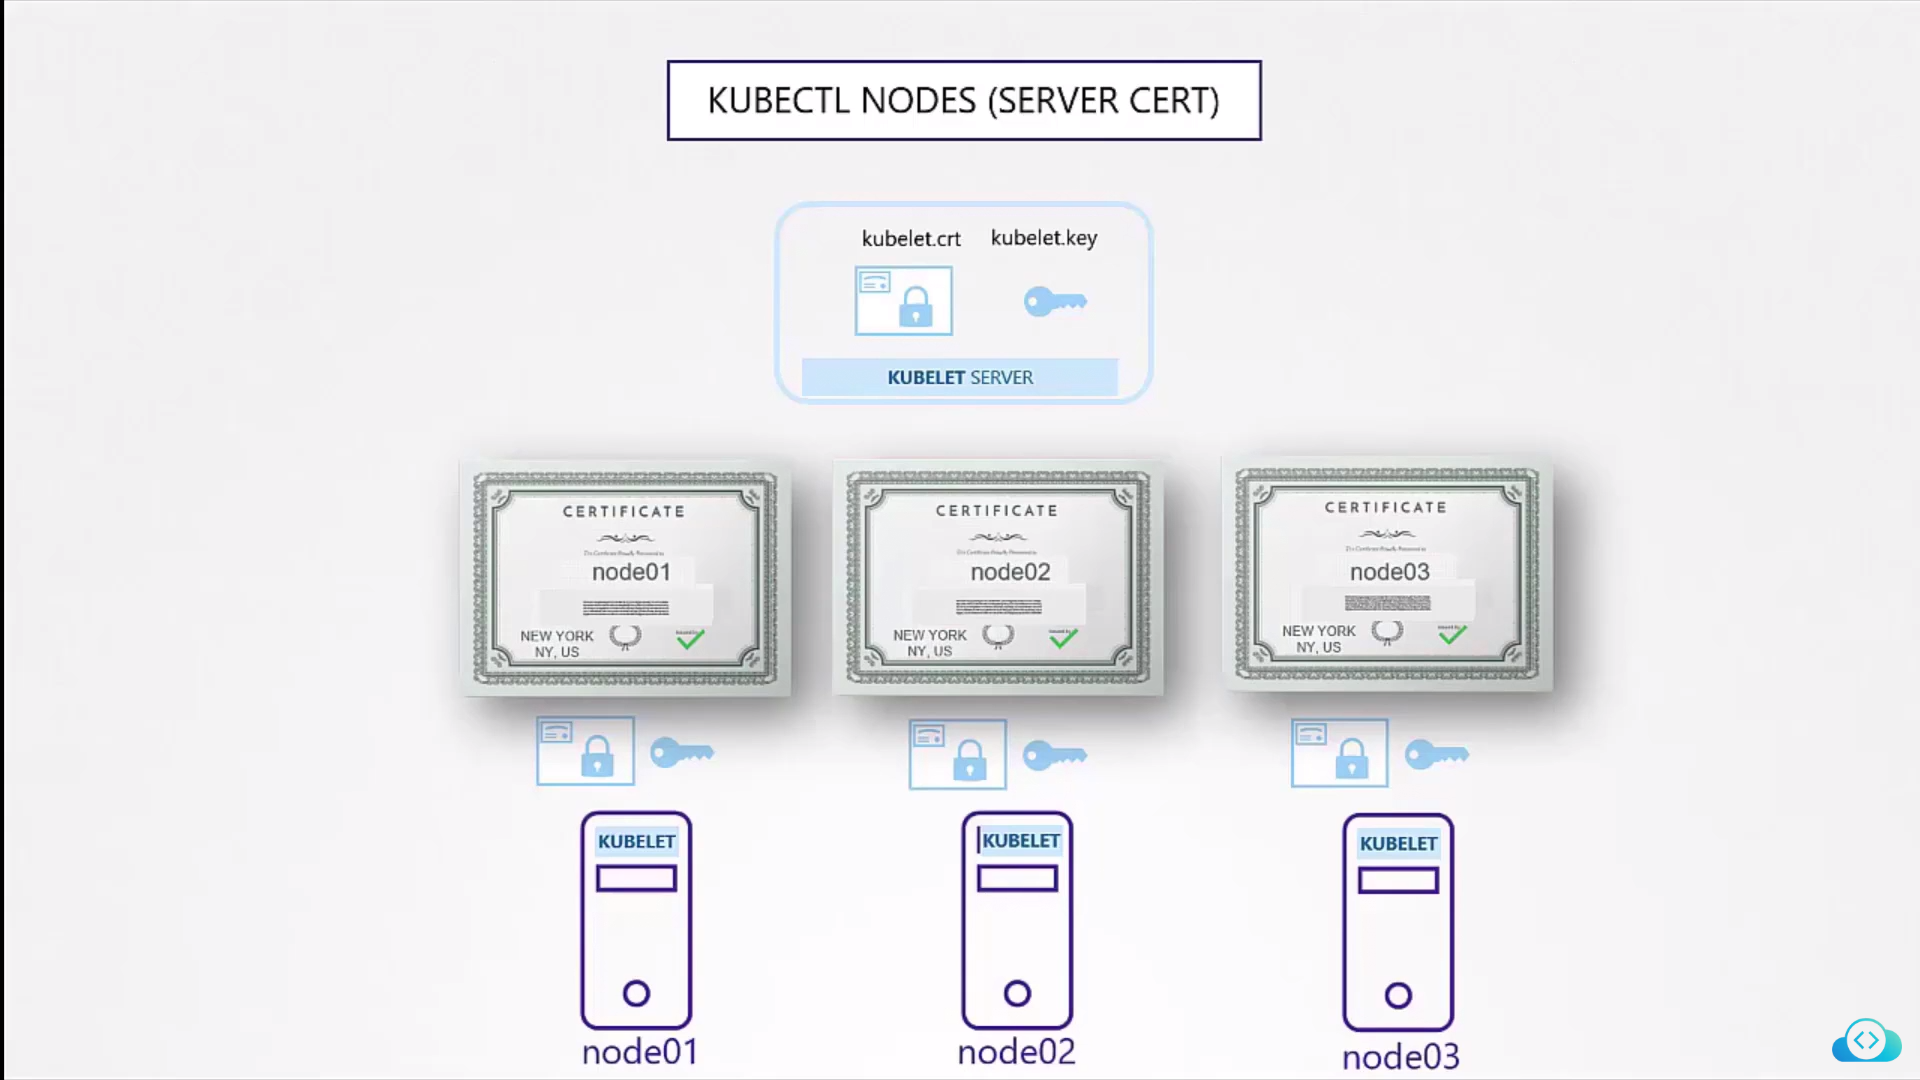 KUBECTL NODES (SERVER CERT)
kubelet.crt kubelet.key
KUBELET SERVER
CERTIFICATE
node01
NEW YORK
NY, US
CERTIFICATE
node02
NEW YORK
NY, US
CERTIFICATE
node03
NEW YORK
NY, US
KUBELET
KUBELET
KUBELET
node01
node02
node03